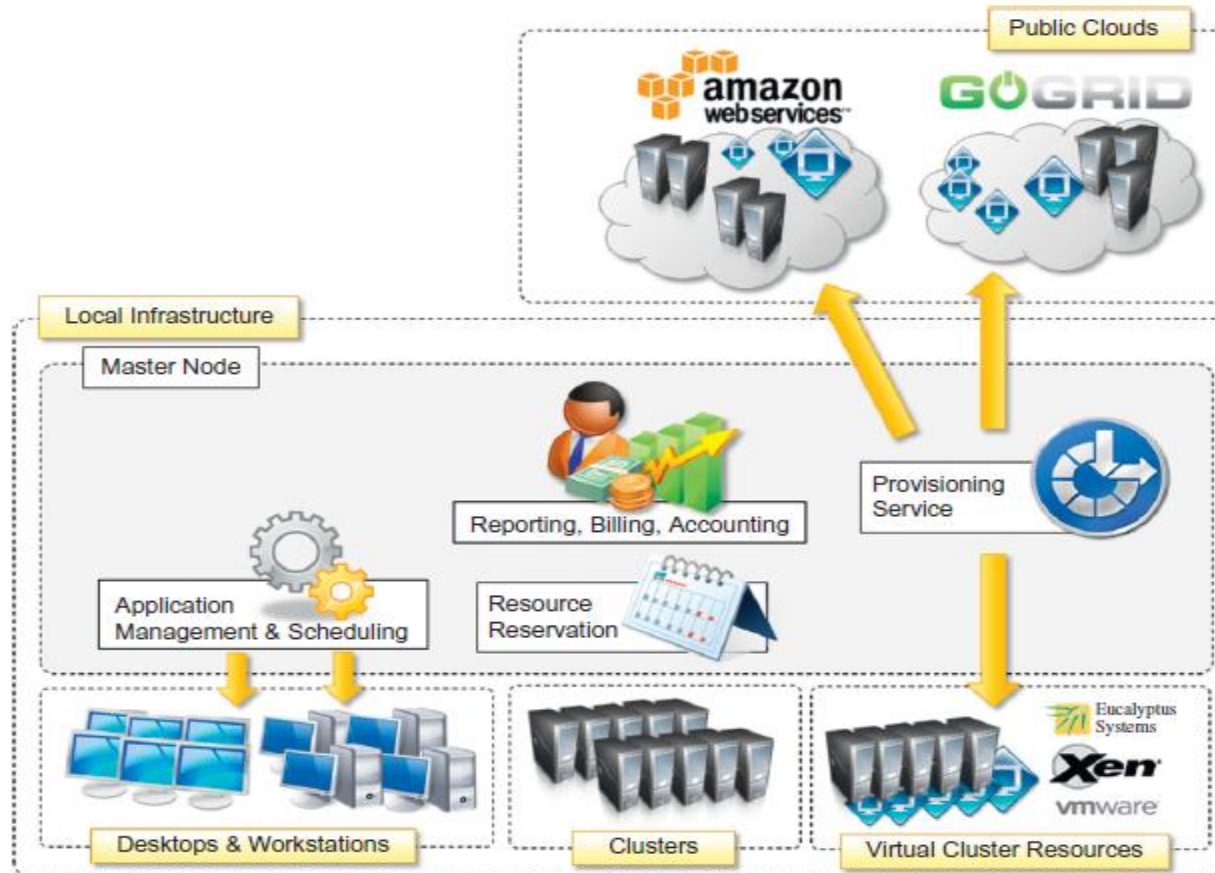 Public Clouds
amazon
webservices™
GOGRID
Local Infrastructure
Master Node
Reporting, Billing, Accounting
Provisioning
Service
Application
Management & Scheduling
Resource
Reservation
Eucalyptus
Systems
Xen
vmware
Desktops & Workstations
Clusters
Virtual Cluster Resources